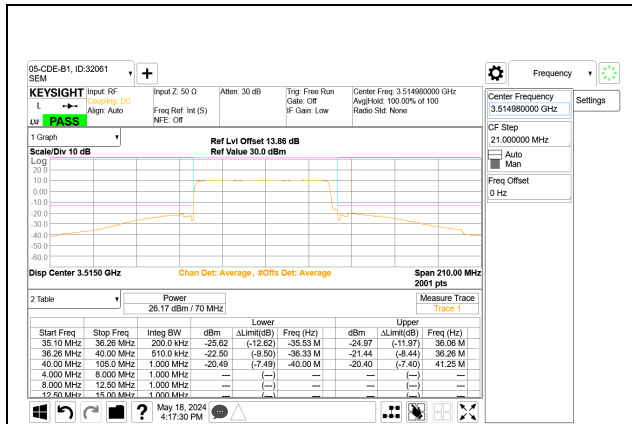 05-CDE-B1, ID:32061
SEM
+
Frequency
KEYSIGHT
L
LXI PASS
Input: RF
Coupling: DC
Align: Auto
Input Z: 50 Ω
Freq Ref: Int (S)
NFE: Off
Atten: 30 dB
Trig: Free Run
Gate: Off
IF Gain: Low
Center Freq: 3.514980000 GHz
Avg|Hold: 100.00% of 100
Radio Std: None
Center Frequency
3.514980000 GHz
Settings
CF Step
21.000000 MHz
Auto
Man
Freq Offset
0 Hz
1 Graph
Scale/Div 10 dB
Ref Lvl Offset 13.86 dB
Ref Value 30.0 dBm
Log
20.0
10.0
0.00
-10.0
-20.0
-30.0
-40.0
-50.0
-60.0
Disp Center 3.5150 GHz
Chan Det: Average, #Offs Det: Average
Span 210.00 MHz
2001 pts
2 Table
Power
26.17 dBm / 70 MHz
Measure Trace
Trace 1
Lower Upper
Start Freq Stop Freq Integ BW dBm ΔLimit(dB) Freq (Hz) dBm ΔLimit(dB) Freq (Hz)
35.10 MHz 36.26 MHz 200.0 kHz -25.62 (-12.62) -35.53 M -24.97 (-11.97) 36.06 M
36.26 MHz 40.00 MHz 510.0 kHz -22.50 (-9.50) -36.33 M -21.44 (-8.44) 36.26 M
40.00 MHz 105.0 MHz 1.000 MHz -20.49 (-7.49) -40.00 M -20.40 (-7.40) 41.25 M
4.000 MHz 8.000 MHz 1.000 MHz --- (---) --- --- (---) ---
8.000 MHz 12.50 MHz 1.000 MHz --- (---) --- --- (---) ---
12.50 MHz 15.00 MHz 1.000 MHz --- (---) --- --- (---) ---
?
May 18, 2024
4:17:30 PM